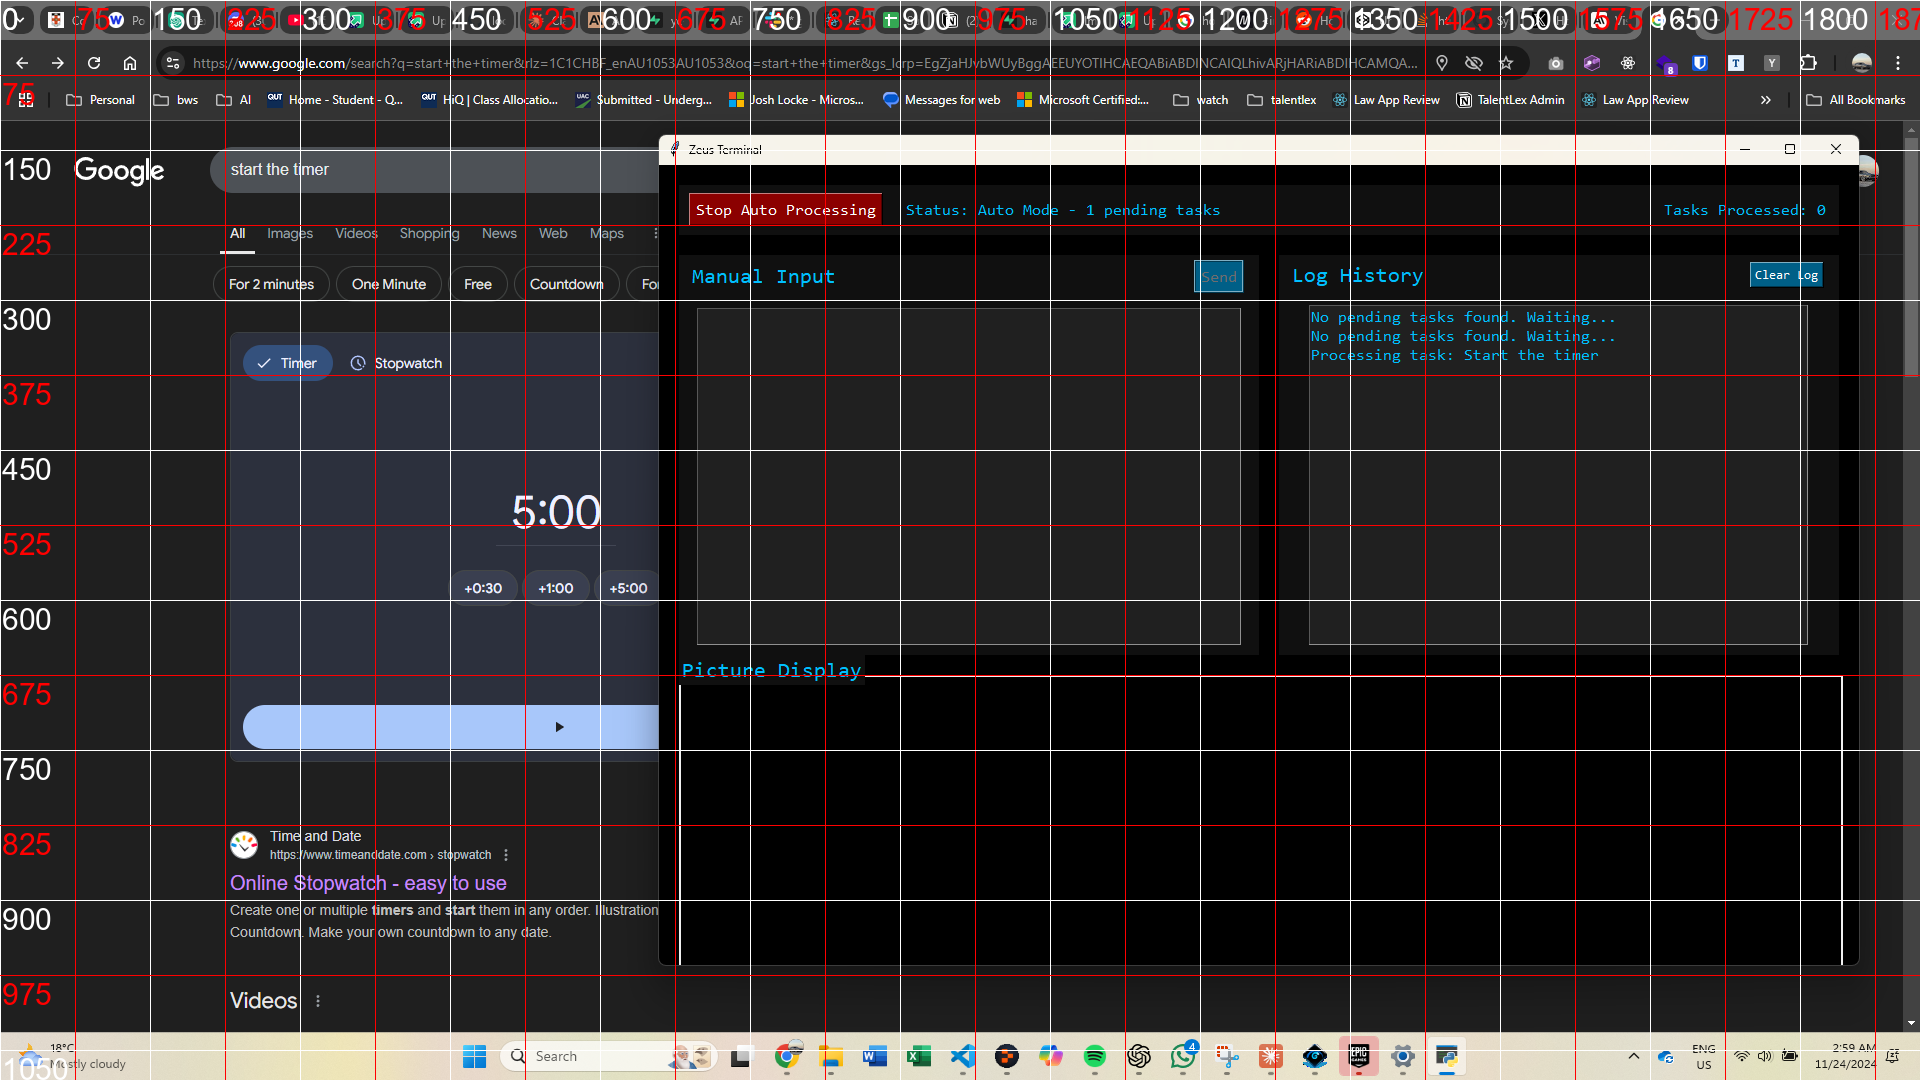 0 75 150 225 300 375 450 525 600 675 750 825 900 975 1050 1125 1200 1275 1350 1425 1500 1575 1650 1725 1800 187
https://www.google.com/search?q=start+the+timer&rlz=1C1CHBF_enAU1053AU1053&oq=start+the+timer&gs_lcrp=
8
75
Personal
bws
AI
Home - Student - Q...
HiQ | Class Allocatio...
Submitted - Underg...
Josh Locke - Micros...
Messages for web
Microsoft Certified:...
watch
talentlex
Law App Review
TalentLex Admin
Law App Review
All Bookmarks
150
Google
start the timer
Zeus Terminal
Stop Auto Processing
Status: Auto Mode - 1 pending tasks
Tasks Processed: 0
225
All Images Videos Shopping News Web Maps
For 2 minutes
One Minute
Free
Countdown
Fo
Manual Input
Send
Log History
Clear Log
300
No pending tasks found. Waiting...
No pending tasks found. Waiting...
Processing task: Start the timer
Timer
Stopwatch
375
450
5:00
525
+0:30
+1:00
+5:00
600
Picture Display
675
750
825
Time and Date
https://www.timeanddate.com › stopwatch
Online Stopwatch - easy to use
900
Create one or multiple timers and start them in any order. Illustration
Countdown. Make your own countdown to any date.
975
Videos
1050
18°C
Mostly cloudy
Search
4
EPIC GAMES
ENG
US
2:59 AM
11/24/2024